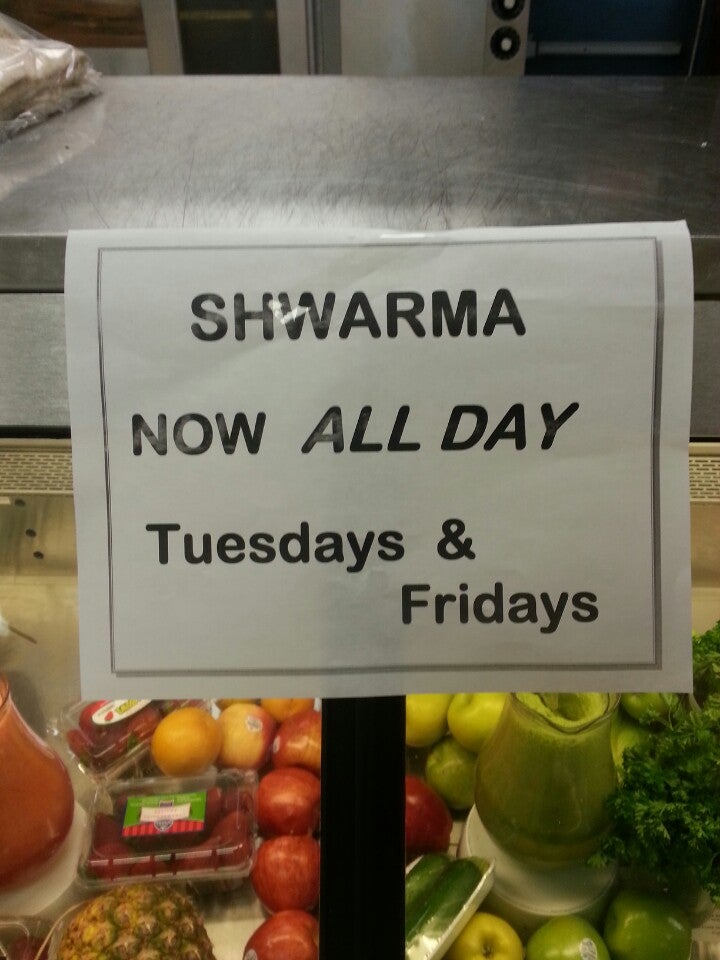 SHWARMA
NOW ALL DAY
Tuesdays &
Fridays